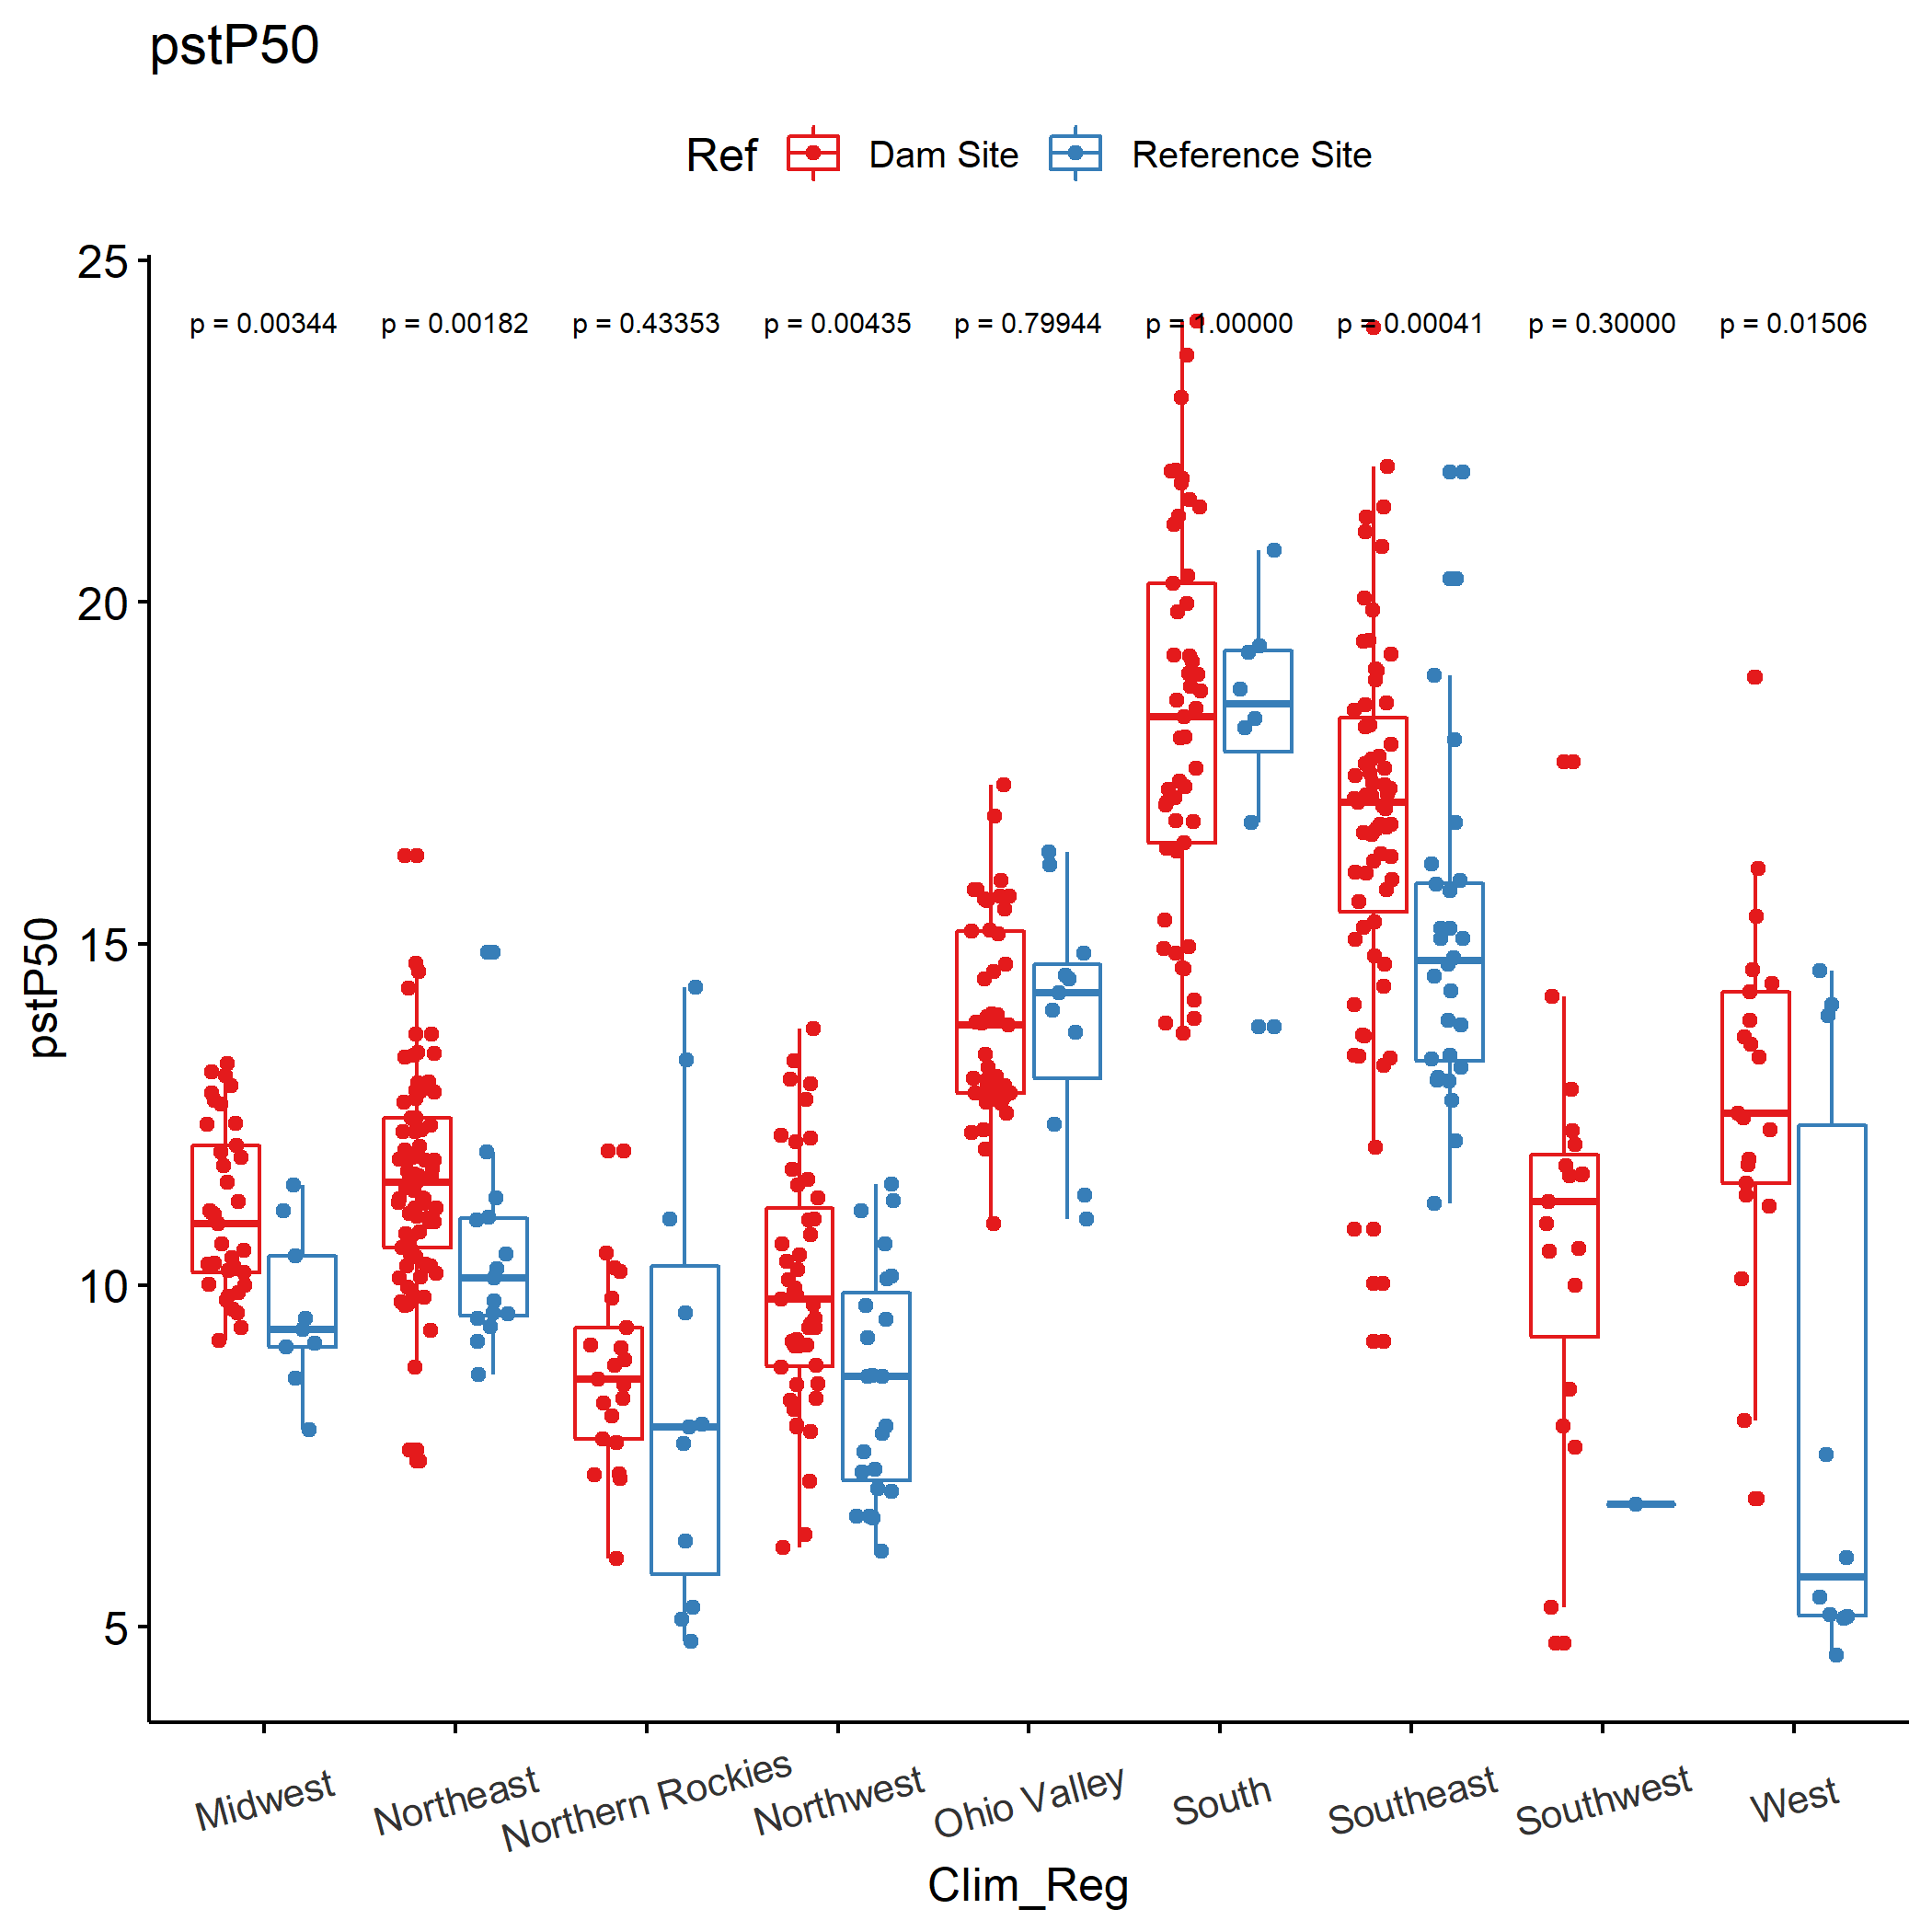 pstP50
Ref Dam Site Reference Site
25
p = 0.00344 p = 0.00182 p = 0.43353 p = 0.00435 p = 0.79944 p = 1.00000 p = 0.00041 p = 0.30000 p = 0.01506
20
15
pstP50
10
5
Midwest Northeast Northern Rockies Northwest Ohio Valley South Southeast Southwest West
Clim_Reg